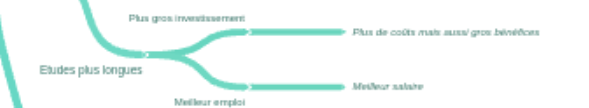 Plus gros investissement
Plus de coûts mais aussi gros bénéfices
Etudes plus longues
Meilleur salaire
Meilleur emploi